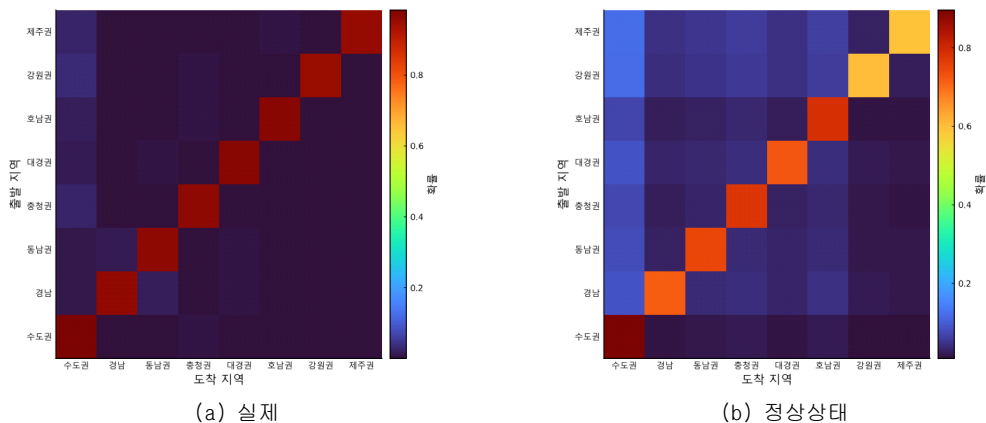 제주권
강원권
호남권
대경권
충청권
동남권
경남
수도권
출발 지역
수도권 경남 동남권 충청권 대경권 호남권 강원권 제주권
도착 지역
0.8
0.6
0.4
0.2
확률
(a) 실제
제주권
강원권
호남권
대경권
충청권
동남권
경남
수도권
출발 지역
수도권 경남 동남권 충청권 대경권 호남권 강원권 제주권
도착 지역
0.8
0.6
0.4
0.2
확률
(b) 정상상태